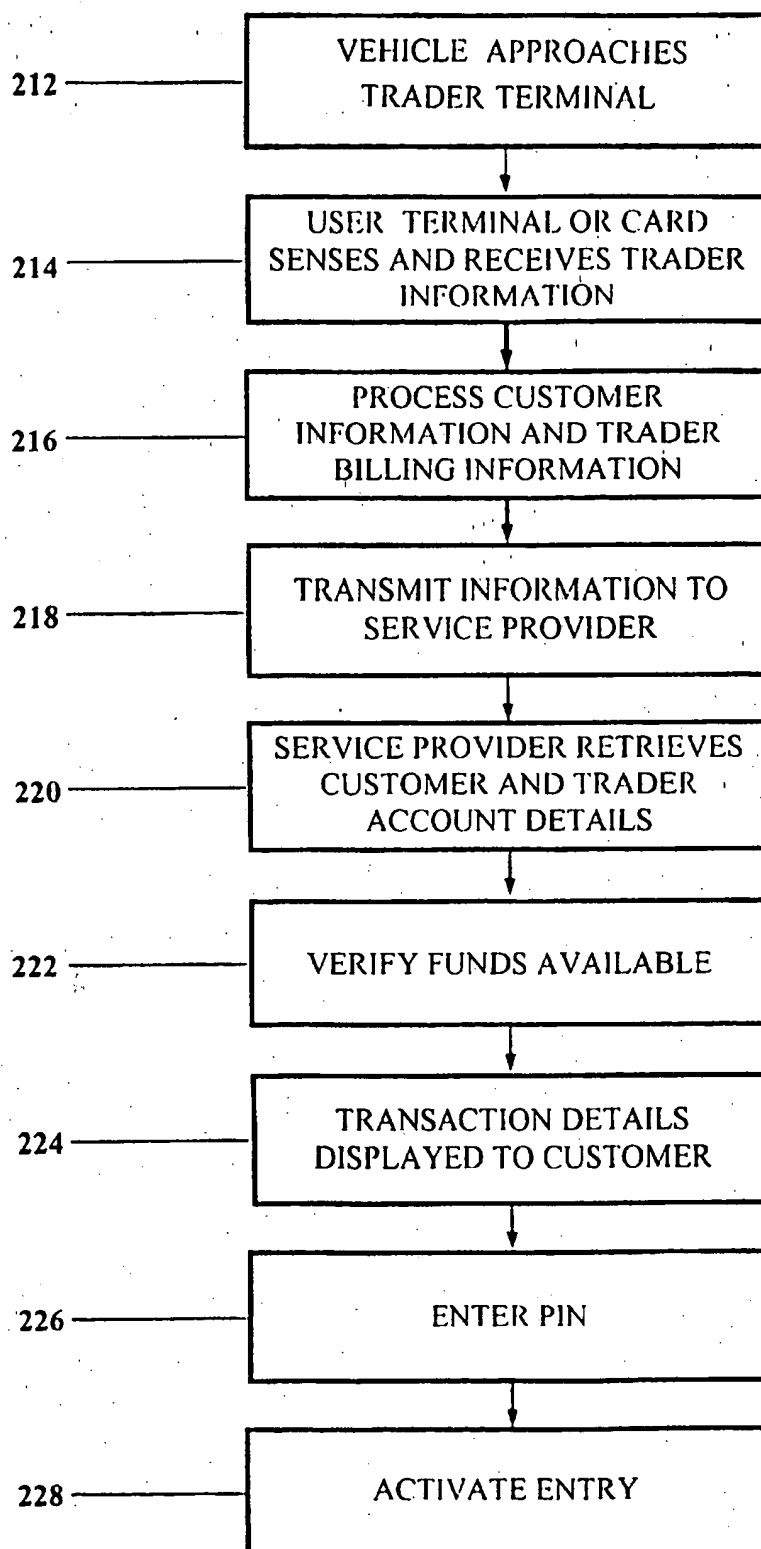 212
VEHICLE APPROACHES
TRADER TERMINAL
214
USER TERMINAL OR CARD
SENSES AND RECEIVES TRADER
INFORMATION
216
PROCESS CUSTOMER
INFORMATION AND TRADER
BILLING INFORMATION
218
TRANSMIT INFORMATION TO
SERVICE PROVIDER
220
SERVICE PROVIDER RETRIEVES
CUSTOMER AND TRADER
ACCOUNT DETAILS
222
VERIFY FUNDS AVAILABLE
224
TRANSACTION DETAILS
DISPLAYED TO CUSTOMER
226
ENTER PIN
228
ACTIVATE ENTRY